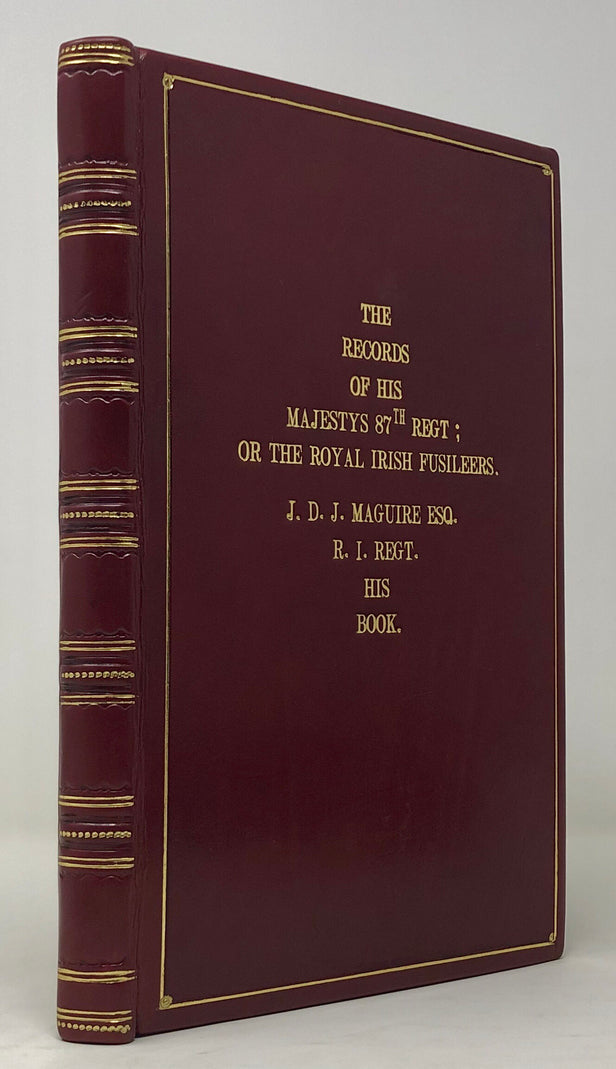 THE
RECORDS
OF HIS
MAJESTYS 87TH REGT ;
OR THE ROYAL IRISH FUSILEERS.
J. D. J. MAGUIRE ESQ.
R. I. REGT.
HIS
BOOK.